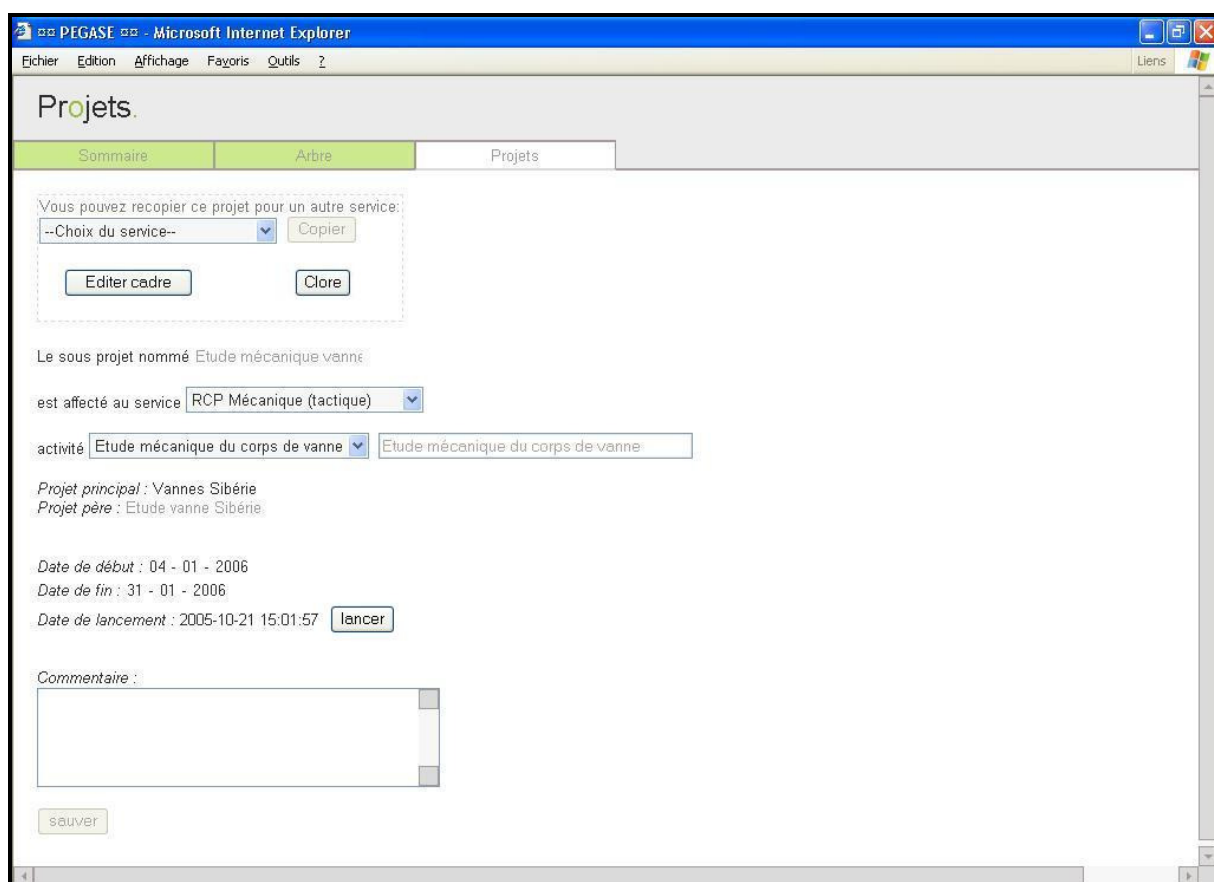 ¤¤ PEGASE ¤¤ - Microsoft Internet Explorer
Fichier Edition Affichage Favoris Outils ? Liens
Projets.
Sommaire Arbre Projets
Vous pouvez recopier ce projet pour un autre service:
--Choix du service-- Copier
Editer cadre Clore
Le sous projet nommé Etude mécanique vanne
est affecté au service RCP Mécanique (tactique)
activité Etude mécanique du corps de vanne Etude mécanique du corps de vanne
Projet principal : Vannes Sibérie
Projet père : Etude vanne Sibérie
Date de début : 04 - 01 - 2006
Date de fin : 31 - 01 - 2006
Date de lancement : 2005-10-21 15:01:57 lancer
Commentaire :
sauver